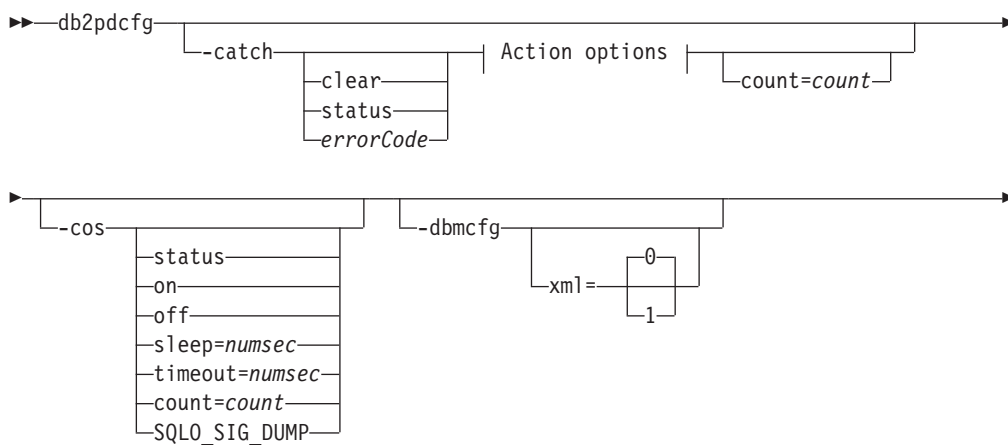 db2pdcfg
-catch
Action options
clear
count=count
status
errorCode
-cos
-dbmcfg
status
0
on
xml=
off
1
sleep=numsec
timeout=numsec
count=count
SQLO_SIG_DUMP